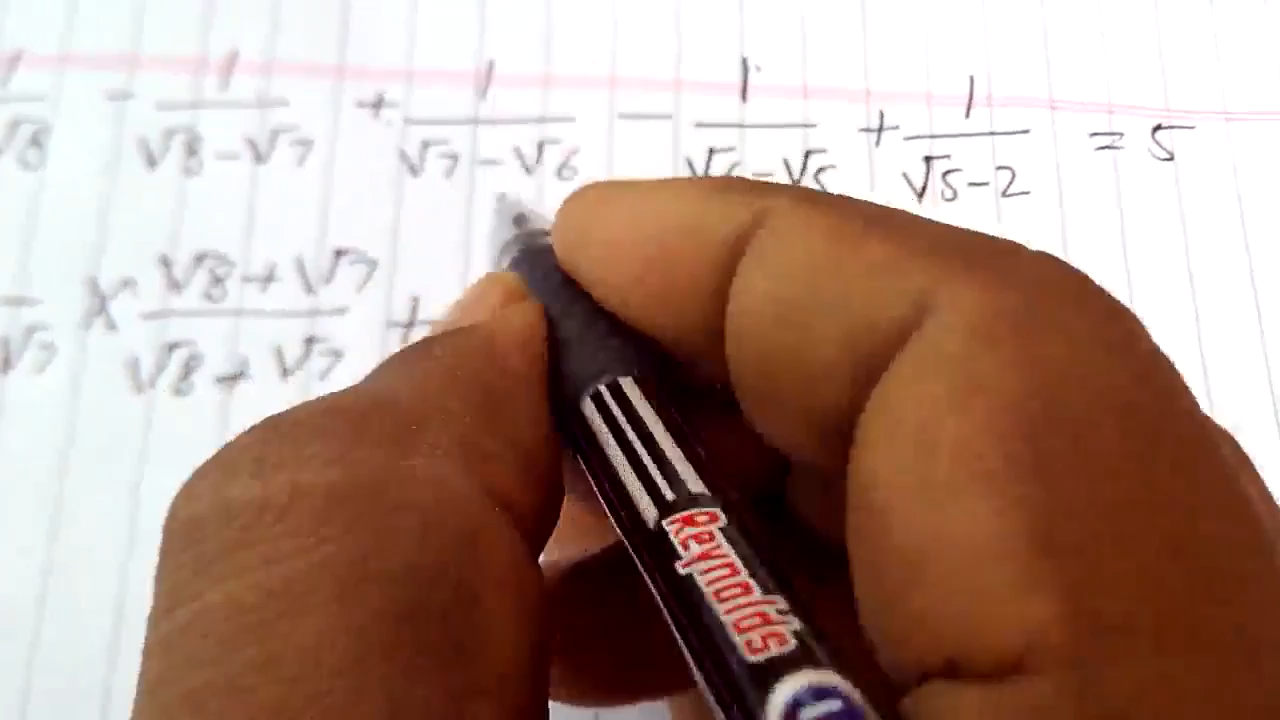 1/√8 - 1/(√8-√7) + 1/(√7-√6) - 1/(√6-√5) + 1/(√5-2) = 5
/√7 × (√8+√7)/(√8+√7) +
Reynolds